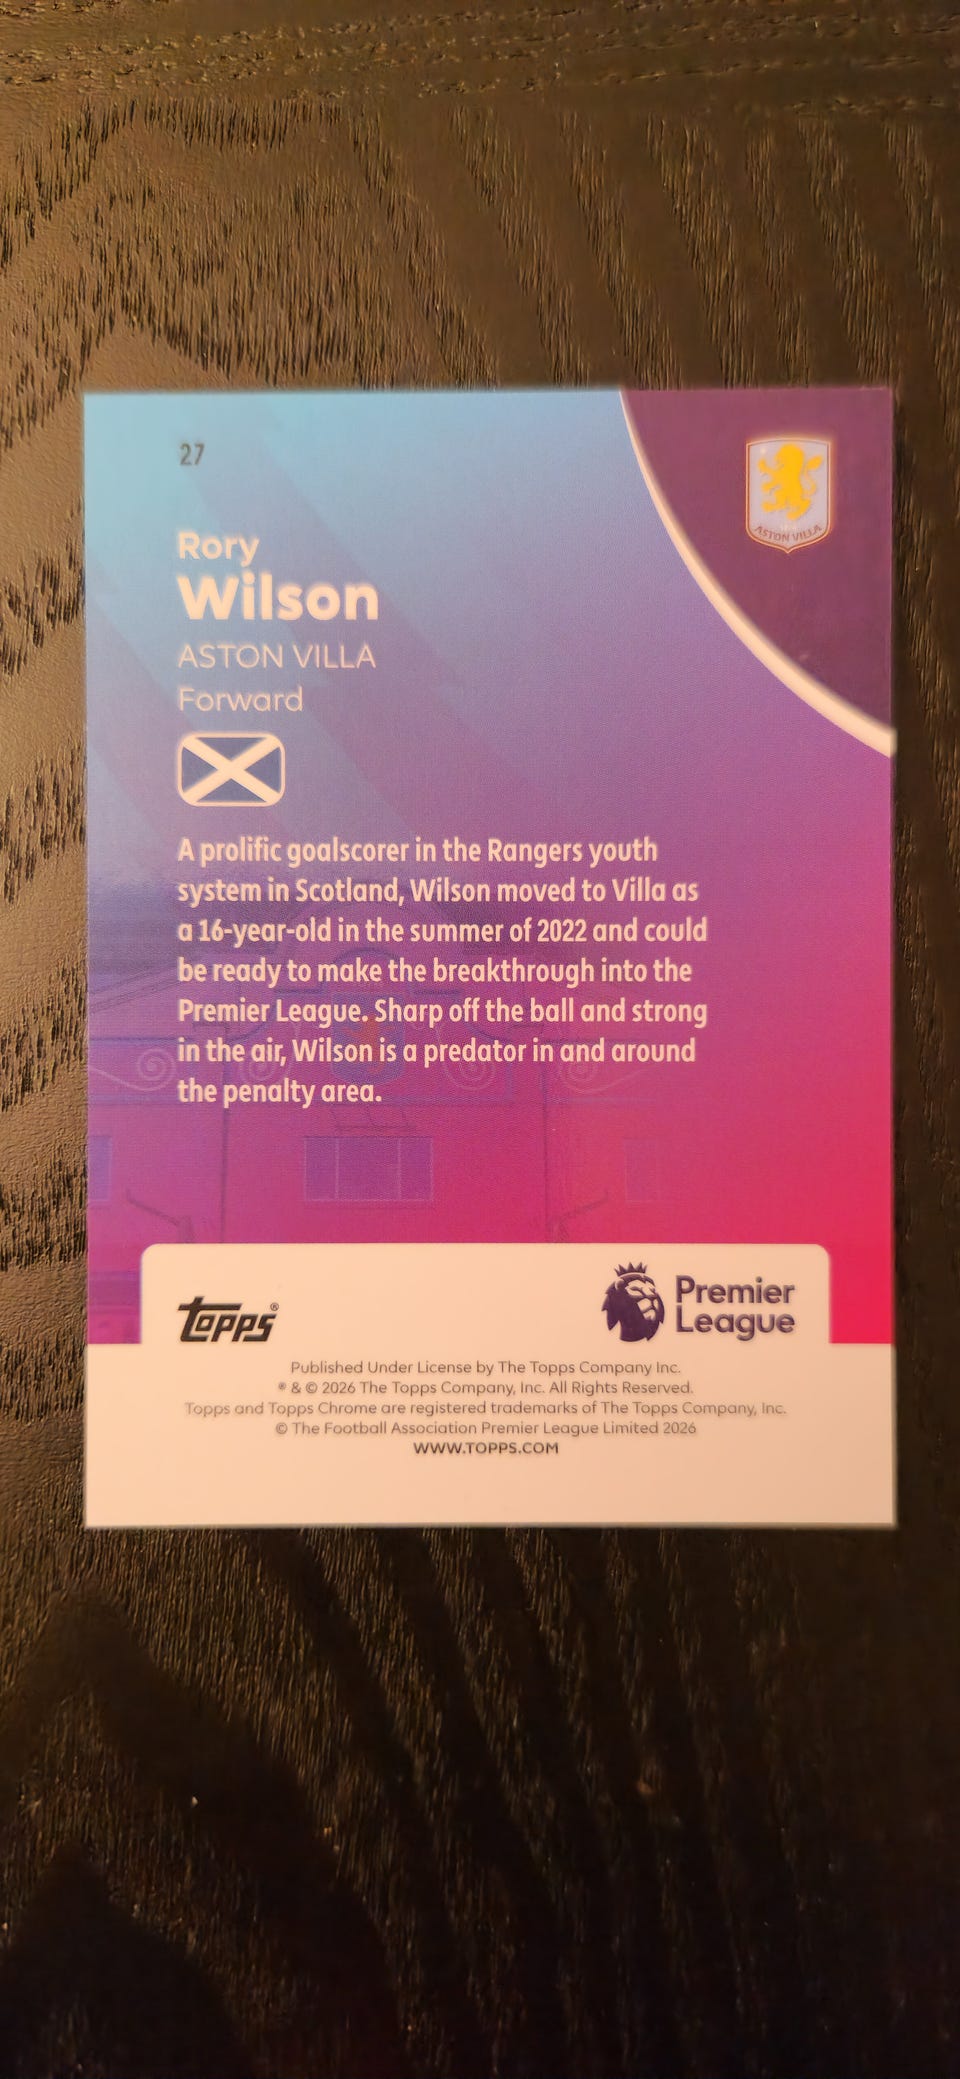 27
ASTON VILLA
Rory
Wilson
ASTON VILLA
Forward
A prolific goalscorer in the Rangers youth
system in Scotland, Wilson moved to Villa as
a 16-year-old in the summer of 2022 and could
be ready to make the breakthrough into the
Premier League. Sharp off the ball and strong
in the air, Wilson is a predator in and around
the penalty area.
Topps®
Premier
League
Published Under License by The Topps Company Inc.
® & © 2026 The Topps Company, Inc. All Rights Reserved.
Topps and Topps Chrome are registered trademarks of The Topps Company, Inc.
© The Football Association Premier League Limited 2026
WWW.TOPPS.COM